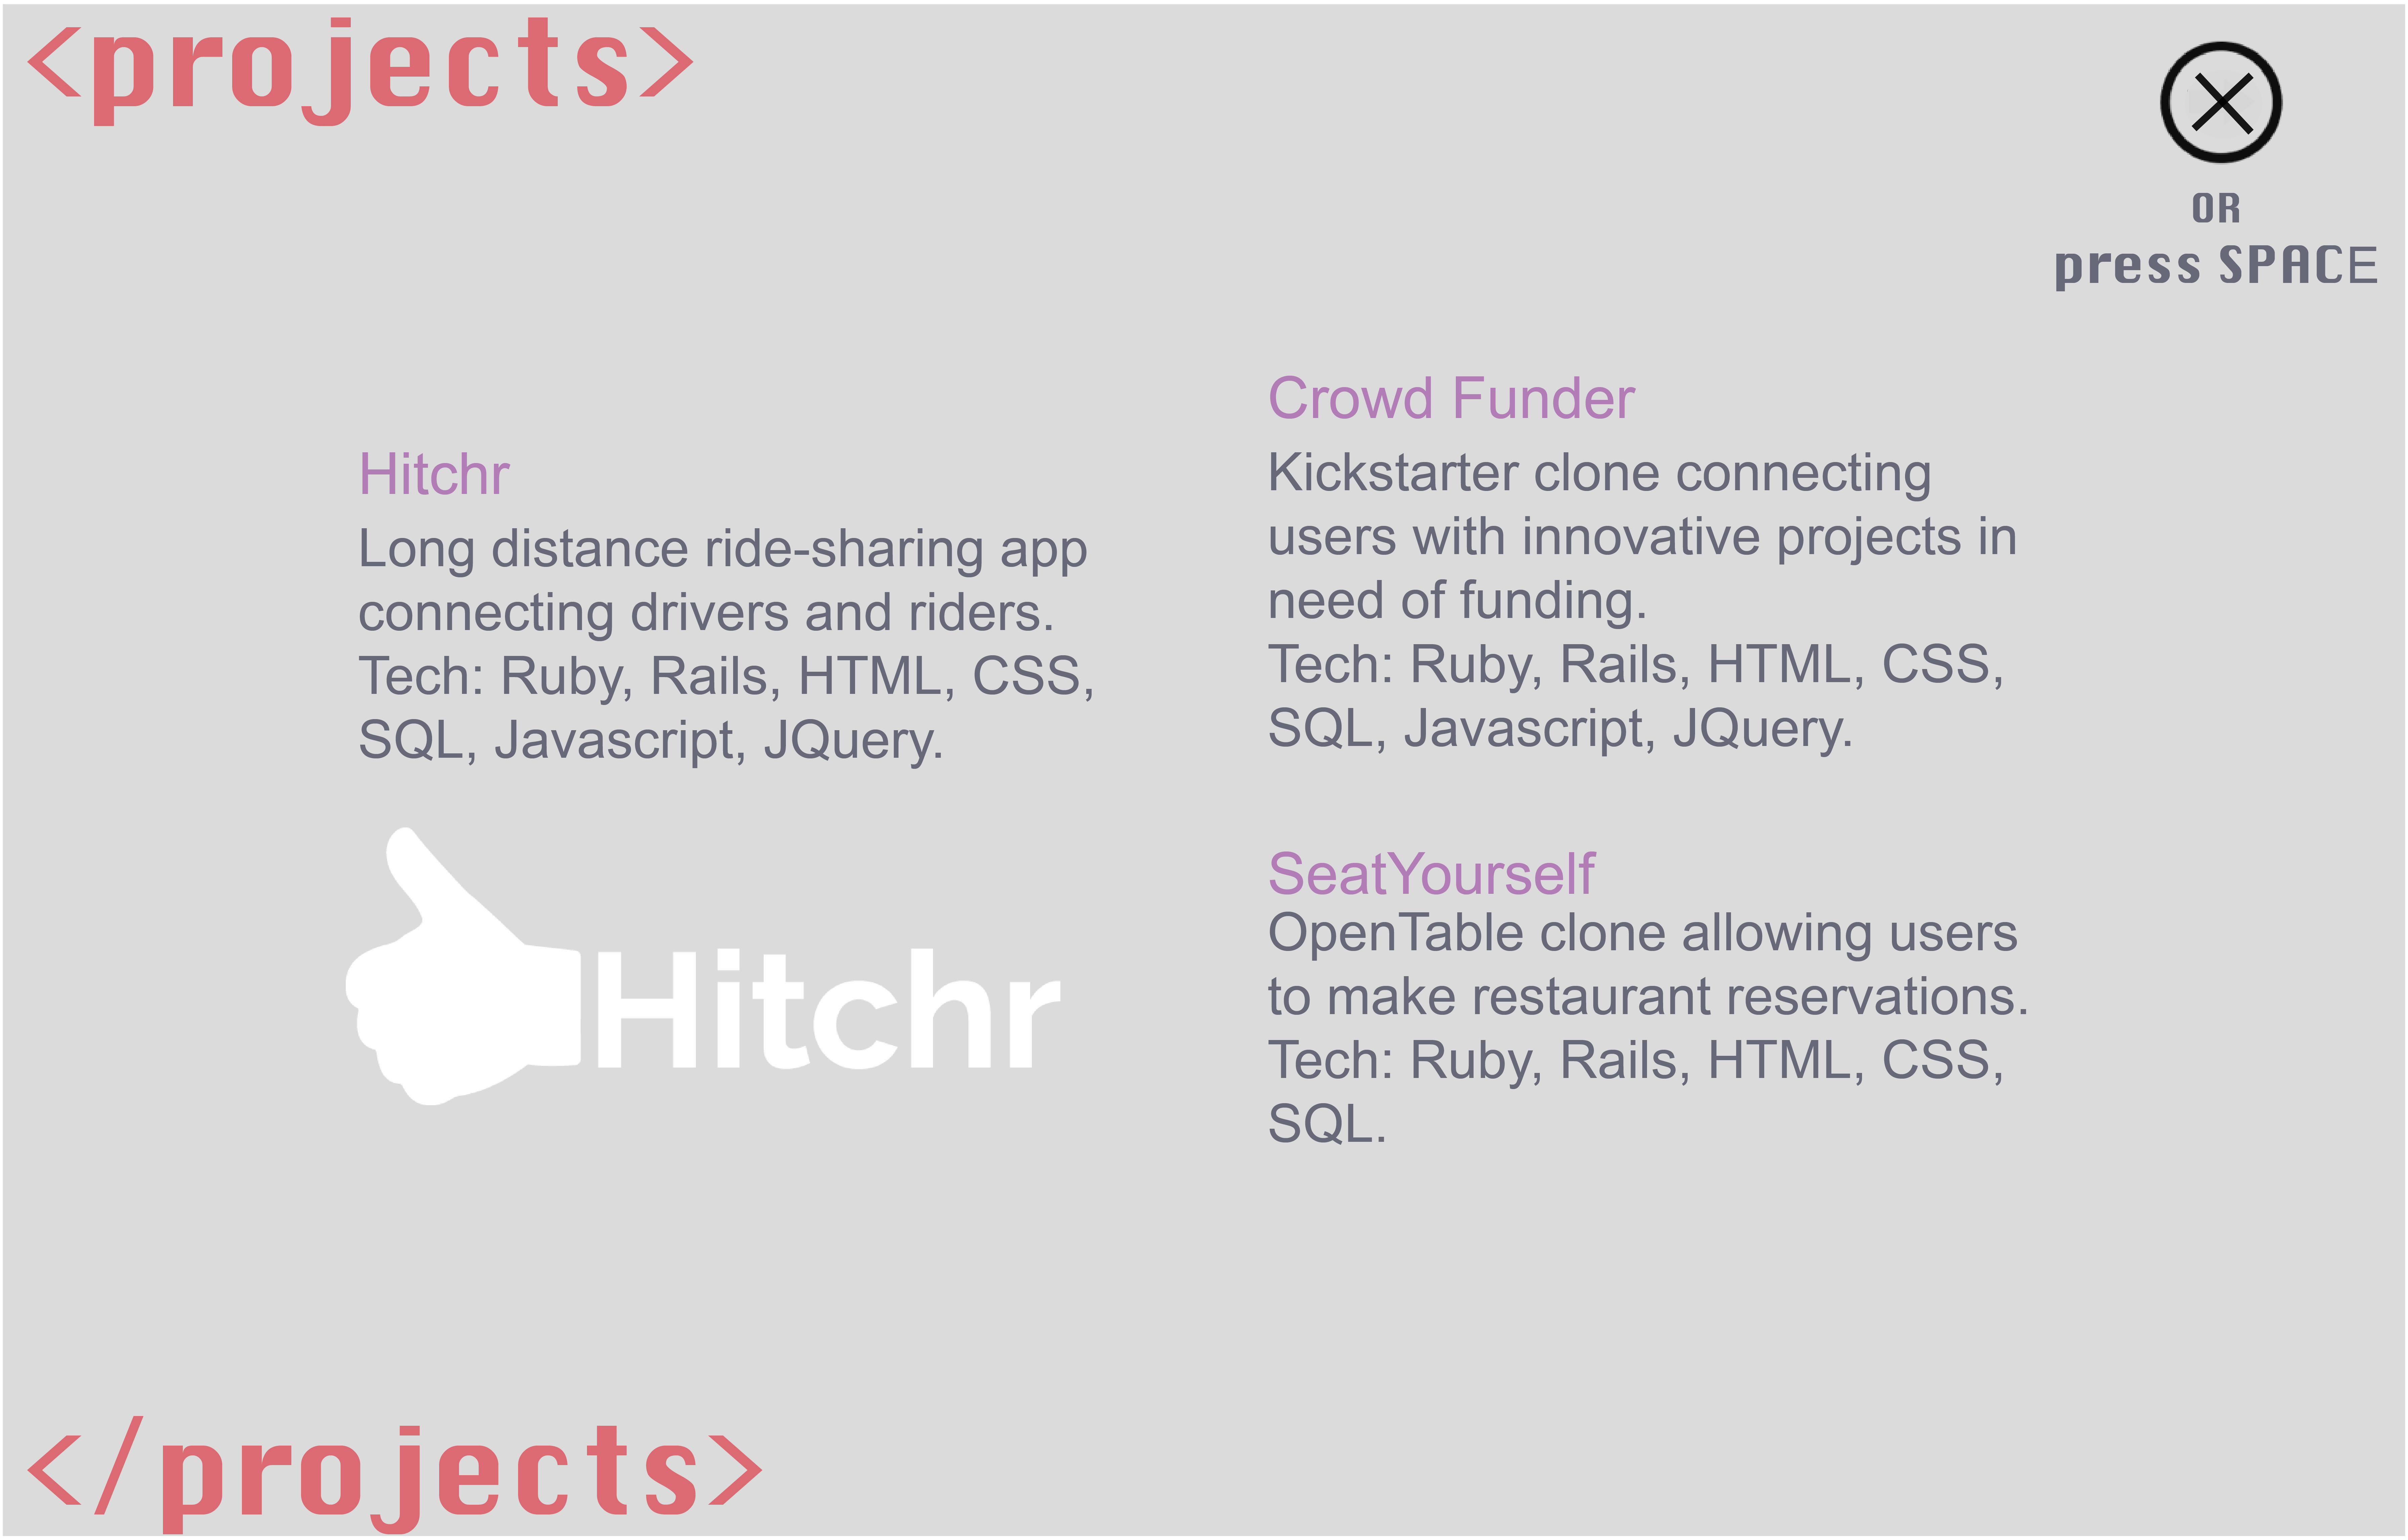 <projects>
OR
press SPACE
Hitchr
Long distance ride-sharing app
connecting drivers and riders.
Tech: Ruby, Rails, HTML, CSS,
SQL, Javascript, JQuery.
Hitchr
Crowd Funder
Kickstarter clone connecting
users with innovative projects in
need of funding.
Tech: Ruby, Rails, HTML, CSS,
SQL, Javascript, JQuery.
SeatYourself
OpenTable clone allowing users
to make restaurant reservations.
Tech: Ruby, Rails, HTML, CSS,
SQL.
</projects>